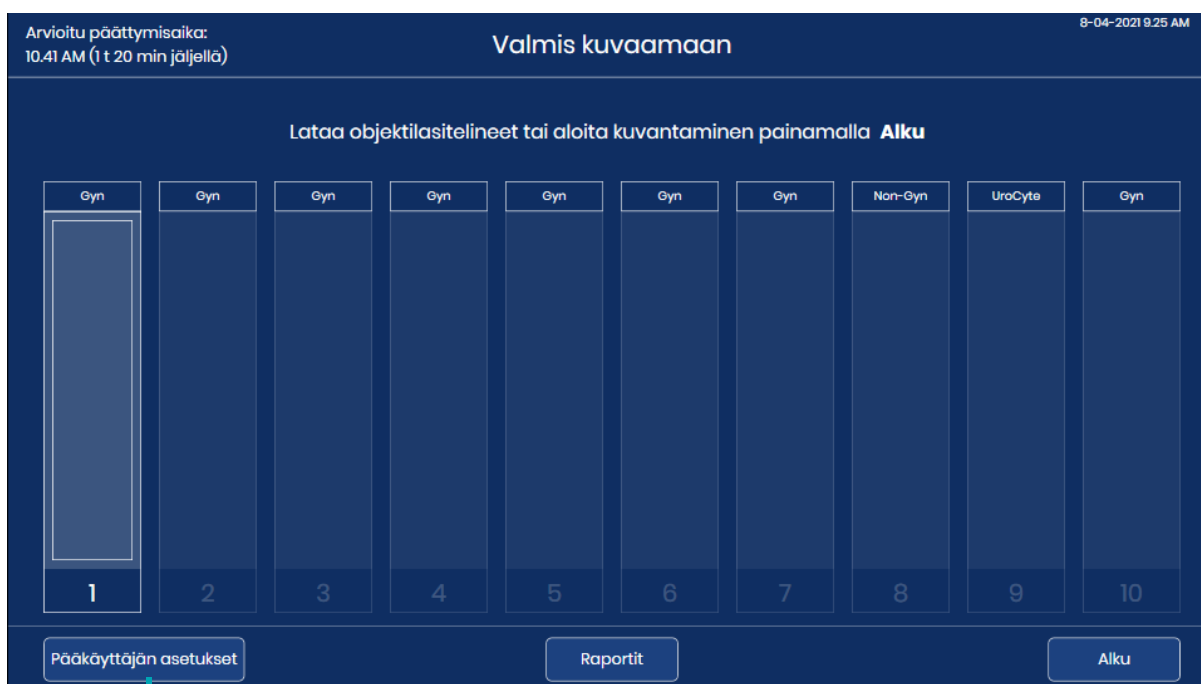 Arvioitu päättymisaika:
10.41 AM (1 t 20 min jäljellä)
Valmis kuvaamaan
8-04-2021 9.25 AM
Lataa objektilasitelineet tai aloita kuvantaminen painamalla Alku
Gyn Gyn Gyn Gyn Gyn Gyn Gyn Non-Gyn UroCyte Gyn
1 2 3 4 5 6 7 8 9 10
Pääkäyttäjän asetukset Raportit Alku